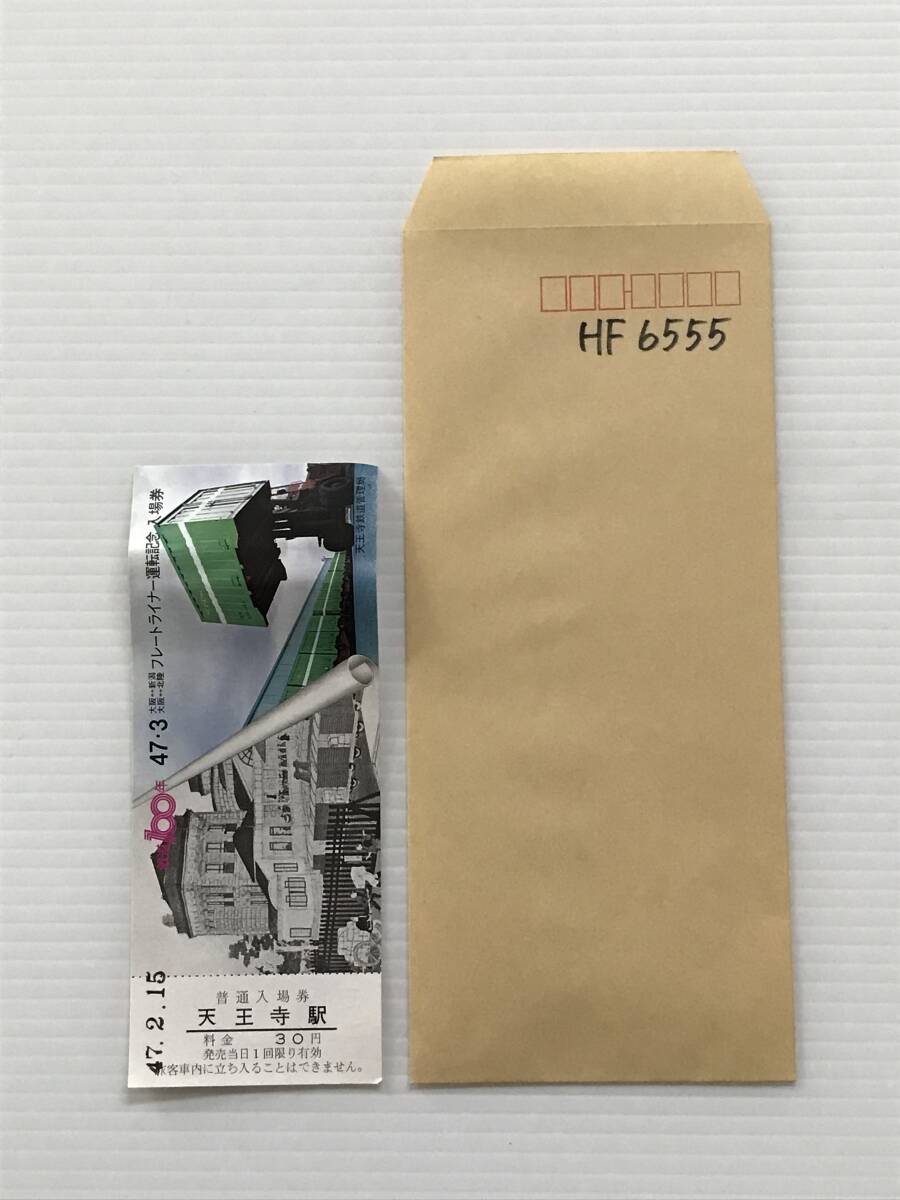 HF 6555
47・3 大阪↔新潟 フレートライナー運転記念入場券
大阪↔北陸
天王寺鉄道管理局
100年
47.2.15
普通入場券
天王寺駅
料金 30円
発売当日1回限り有効
旅客車内に立ち入ることはできません。